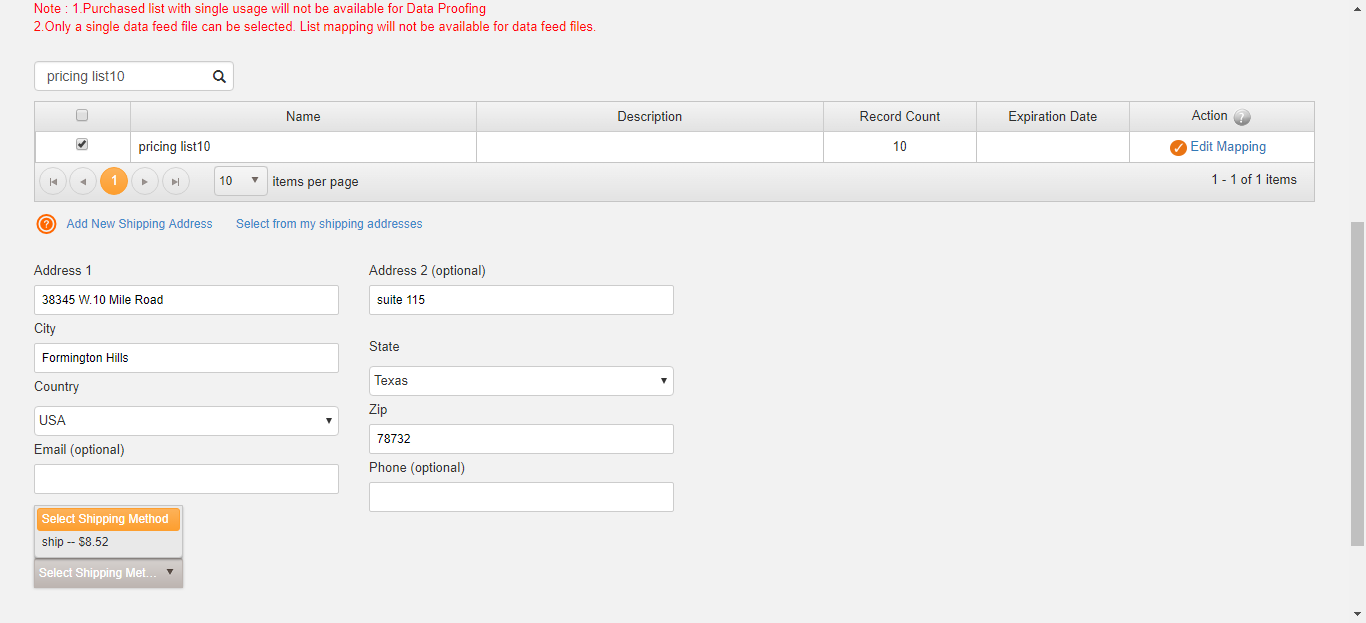 Note : 1.Purchased list with single usage will not be available for Data Proofing
2.Only a single data feed file can be selected. List mapping will not be available for data feed files.
pricing list10
Name Description Record Count Expiration Date Action ?
pricing list10 10 Edit Mapping
1 10 items per page 1 - 1 of 1 items
? Add New Shipping Address Select from my shipping addresses
Address 1 Address 2 (optional)
38345 W.10 Mile Road suite 115
City
State
Formington Hills
Texas
Country
Zip
USA
78732
Email (optional)
Phone (optional)
Select Shipping Method
ship -- $8.52
Select Shipping Met...